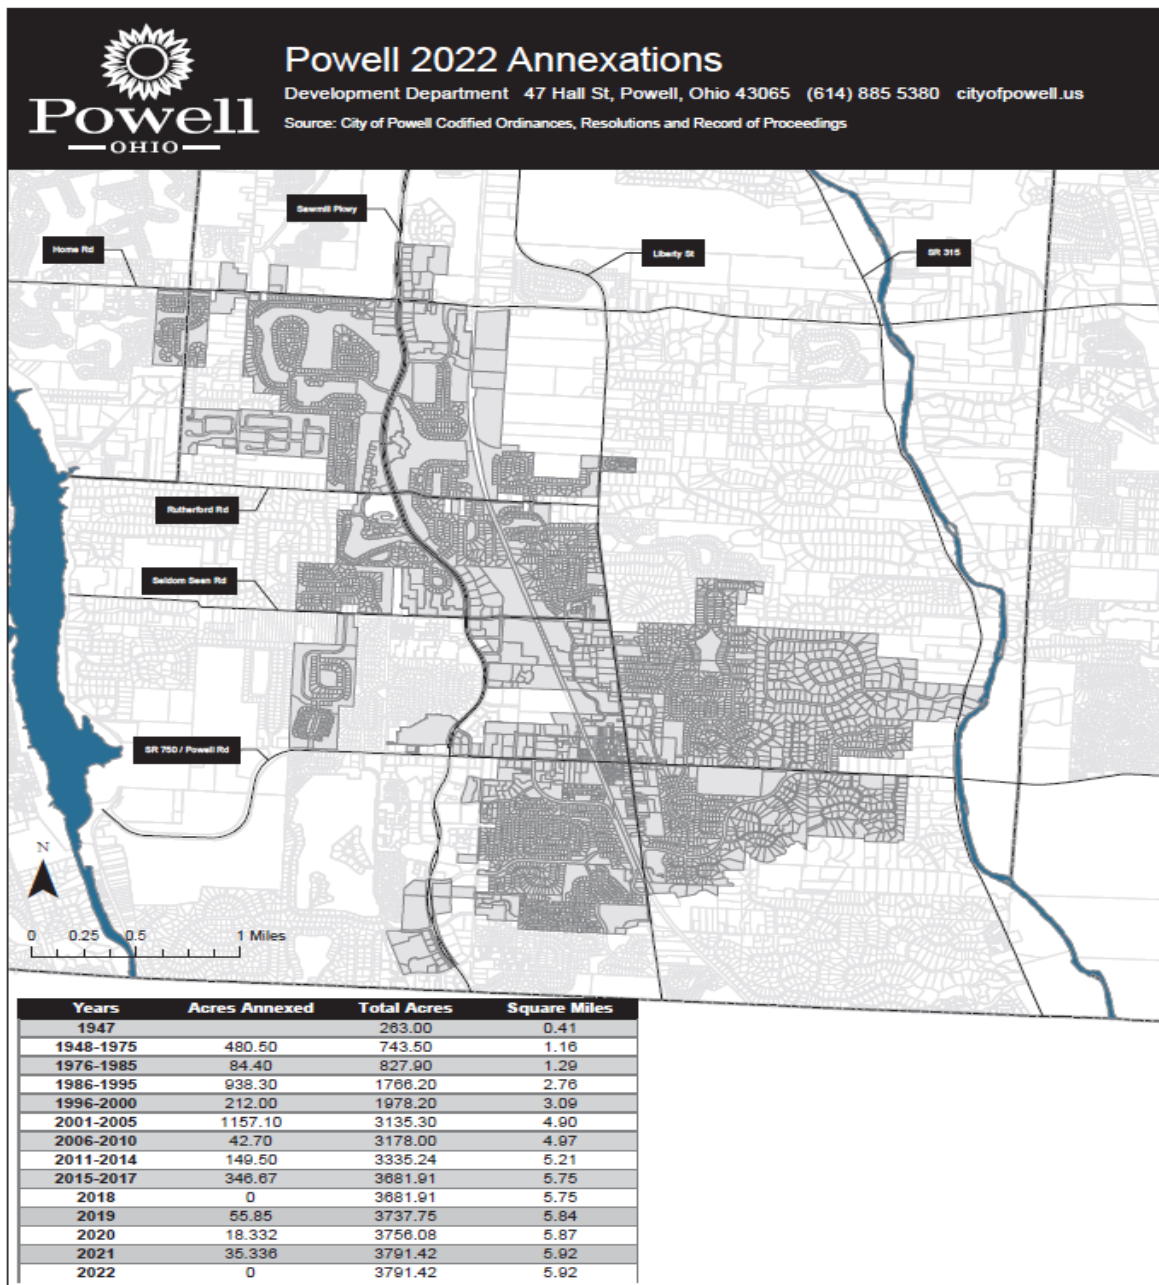 Powell
OHIO
Powell 2022 Annexations
Development Department 47 Hall St, Powell, Ohio 43065 (614) 885 5380 cityofpowell.us
Source: City of Powell Codified Ordinances, Resolutions and Record of Proceedings
Sawmill Pkwy
Home Rd
Liberty St
SR 315
Rutherford Rd
Seldom Seen Rd
SR 750 / Powell Rd
N
0 0.25 0.5 1 Miles
Years Acres Annexed Total Acres Square Miles
1947 263.00 0.41
1948-1975 480.50 743.50 1.16
1976-1985 84.40 827.90 1.29
1986-1995 938.30 1766.20 2.76
1996-2000 212.00 1978.20 3.09
2001-2005 1157.10 3135.30 4.90
2006-2010 42.70 3178.00 4.97
2011-2014 149.50 3335.24 5.21
2015-2017 346.67 3681.91 5.75
2018 0 3681.91 5.75
2019 55.85 3737.75 5.84
2020 18.332 3756.08 5.87
2021 35.336 3791.42 5.92
2022 0 3791.42 5.92